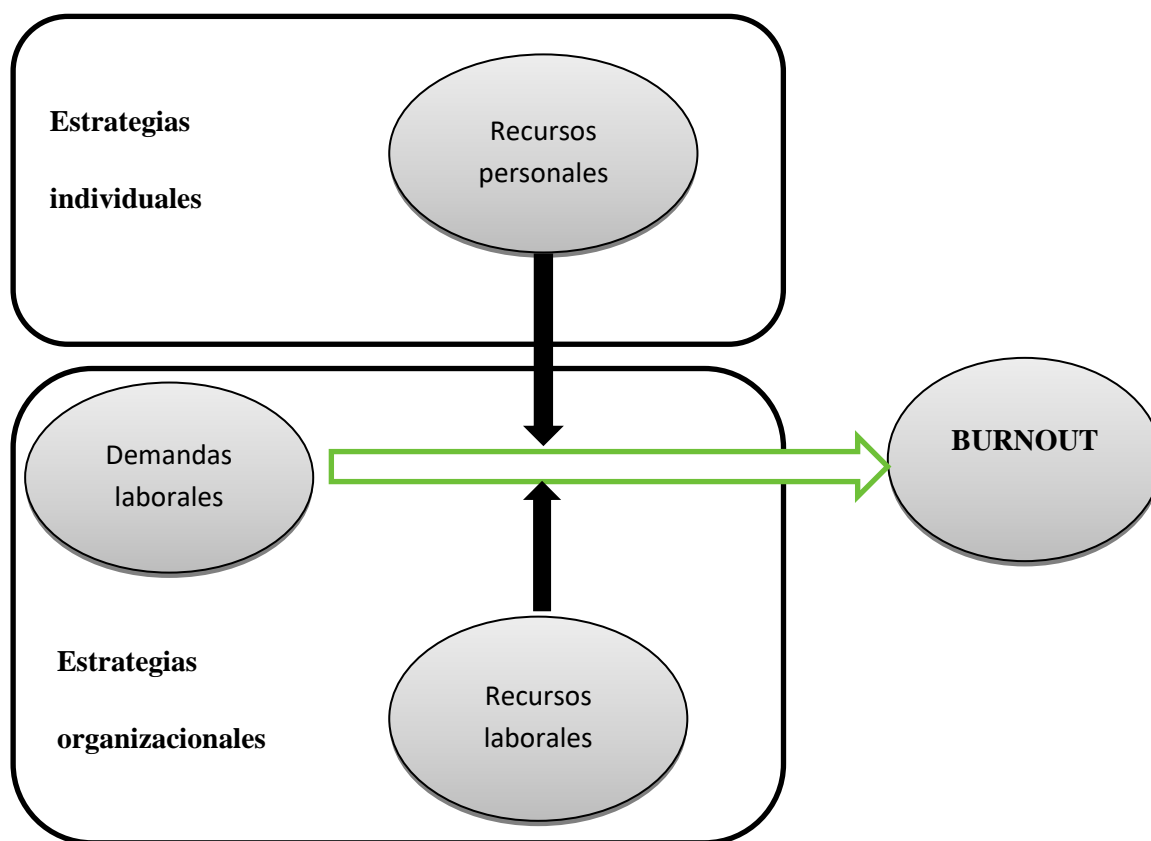 Estrategias
individuales
Recursos
personales
Demandas
laborales
BURNOUT
Estrategias
organizacionales
Recursos
laborales